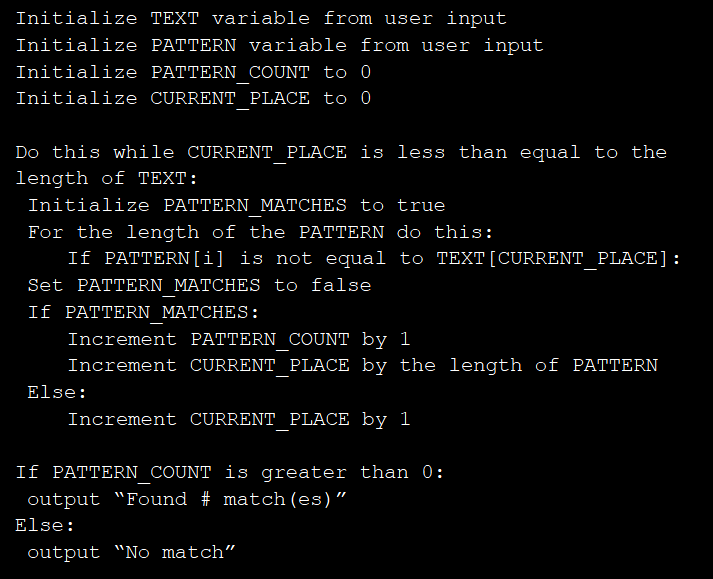 Initialize TEXT variable from user input
Initialize PATTERN variable from user input
Initialize PATTERN_COUNT to 0
Initialize CURRENT_PLACE to 0
Do this while CURRENT_PLACE is less than equal to the
length of TEXT:
Initialize PATTERN_MATCHES to true
For the length of the PATTERN do this:
If PATTERN[i] is not equal to TEXT[CURRENT_PLACE]:
Set PATTERN_MATCHES to false
If PATTERN_MATCHES:
Increment PATTERN_COUNT by 1
Increment CURRENT_PLACE by the length of PATTERN
Else:
Increment CURRENT_PLACE by 1
If PATTERN_COUNT is greater than 0:
output “Found # match(es)”
Else:
output “No match”